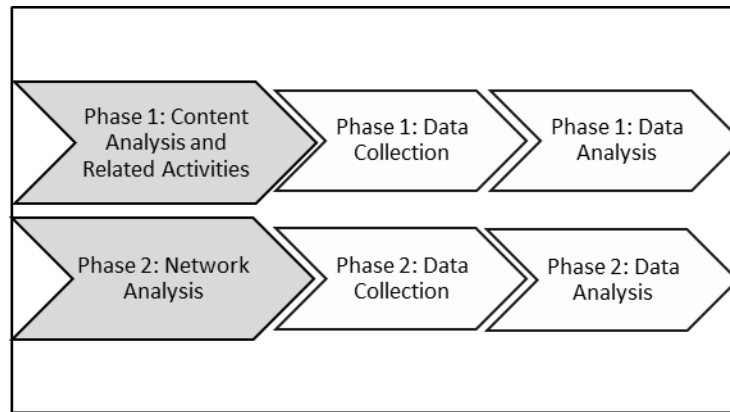 Phase 1: Content
Analysis and
Related Activities
Phase 1: Data
Collection
Phase 1: Data
Analysis
Phase 2: Network
Analysis
Phase 2: Data
Collection
Phase 2: Data
Analysis